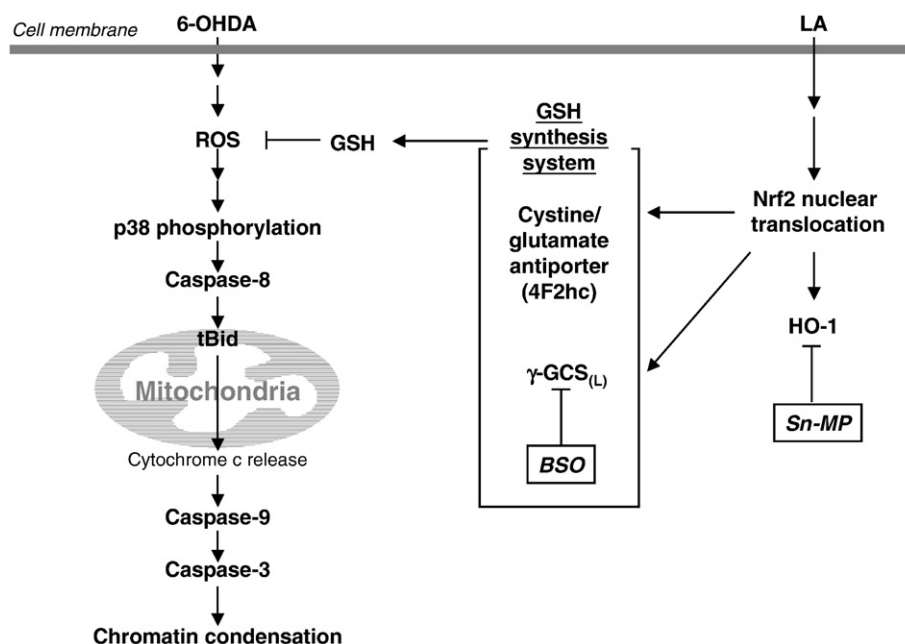 Cell membrane
6-OHDA
LA
ROS
GSH
GSH
synthesis
system
p38 phosphorylation
Cystine/
glutamate
antiporter
(4F2hc)
Nrf2 nuclear
translocation
Caspase-8
tBid
HO-1
Mitochondria
γ-GCS(L)
Sn-MP
Cytochrome c release
BSO
Caspase-9
Caspase-3
Chromatin condensation